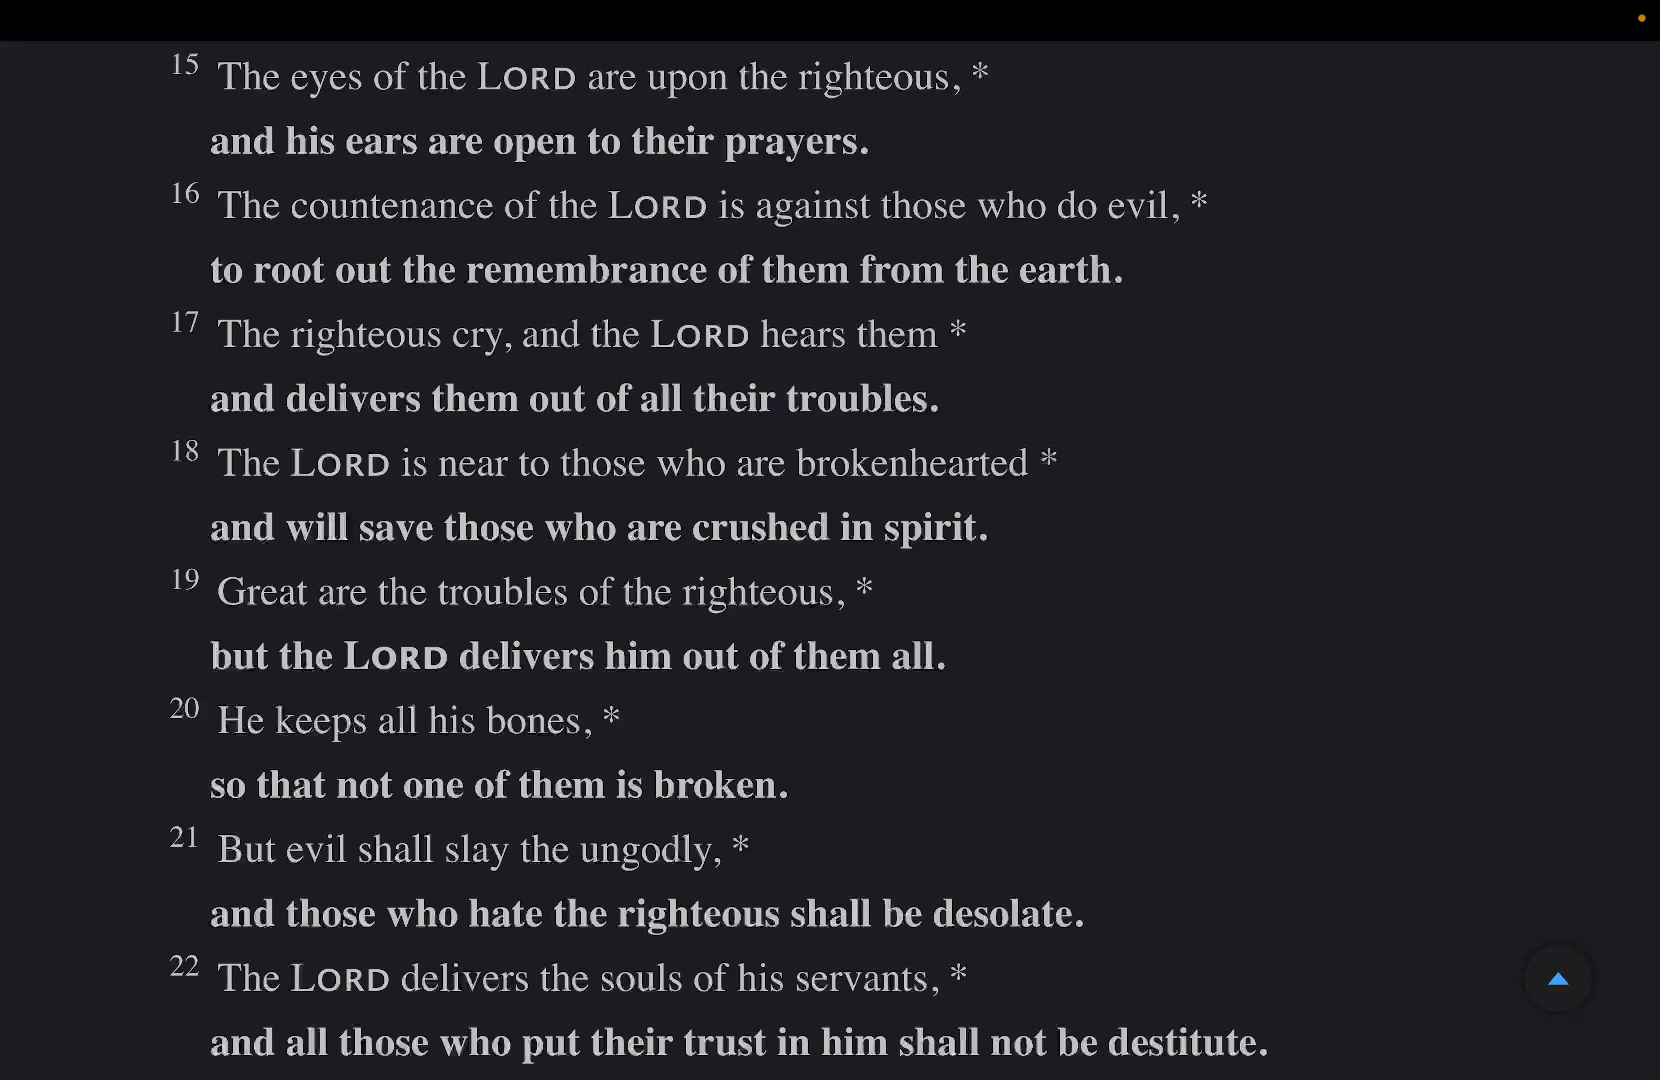 15 The eyes of the LORD are upon the righteous, *
and his ears are open to their prayers.
16 The countenance of the LORD is against those who do evil, *
to root out the remembrance of them from the earth.
17 The righteous cry, and the LORD hears them *
and delivers them out of all their troubles.
18 The LORD is near to those who are brokenhearted *
and will save those who are crushed in spirit.
19 Great are the troubles of the righteous, *
but the LORD delivers him out of them all.
20 He keeps all his bones, *
so that not one of them is broken.
21 But evil shall slay the ungodly, *
and those who hate the righteous shall be desolate.
22 The LORD delivers the souls of his servants, *
and all those who put their trust in him shall not be destitute.